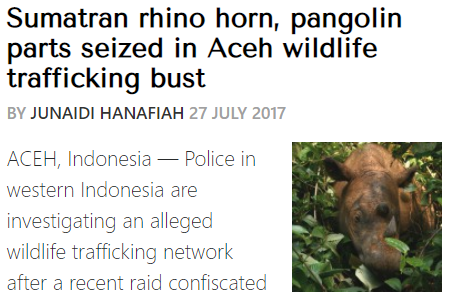 Sumatran rhino horn, pangolin
parts seized in Aceh wildlife
trafficking bust
BY JUNAIDI HANAFIAH 27 JULY 2017
ACEH, Indonesia — Police in
western Indonesia are
investigating an alleged
wildlife trafficking network
after a recent raid confiscated